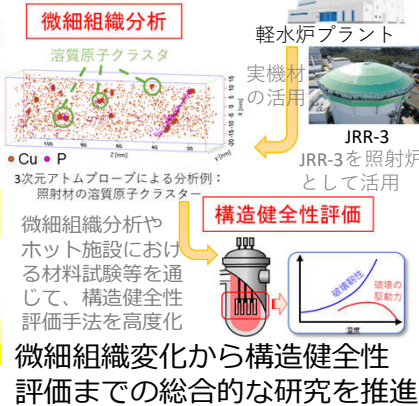 微細組織分析
溶質原子クラスタ
軽水炉プラント
実機材
の活用
JRR-3
JRR-3を照射炉
として活用
Cu P
Z [nm]
3次元アトムプローブによる分析例：
照射材の溶質原子クラスター
構造健全性評価
微細組織分析や
ホット施設におけ
る材料試験等を通
じて、構造健全性
評価手法を高度化
破壊靭性
破壊の
駆動力
温度
微細組織変化から構造健全性
評価までの総合的な研究を推進